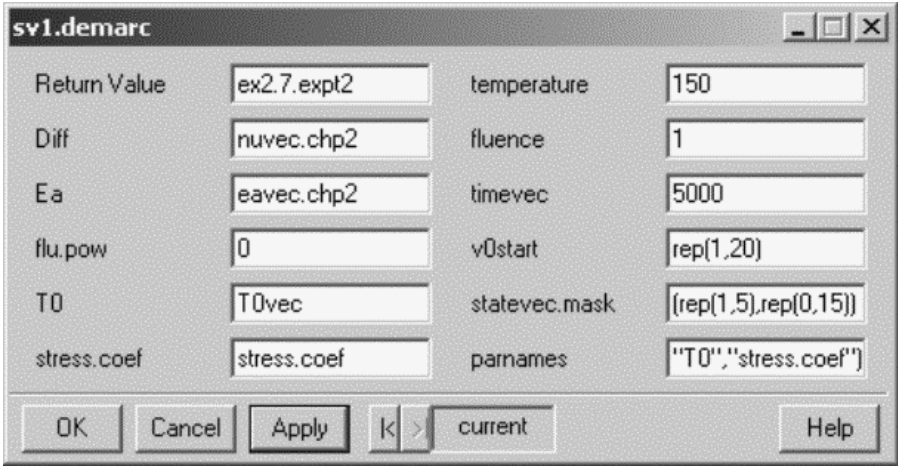 sv1.demarc
Return Value ex2.7.expt2 temperature 150
Diff nuvec.chp2 fluence 1
Ea eavec.chp2 timevec 5000
flu.pow 0 v0start rep(1,20)
T0 T0vec statevec.mask (rep(1,5),rep(0,15))
stress.coef stress.coef parnames "T0","stress.coef")
OK Cancel Apply current Help